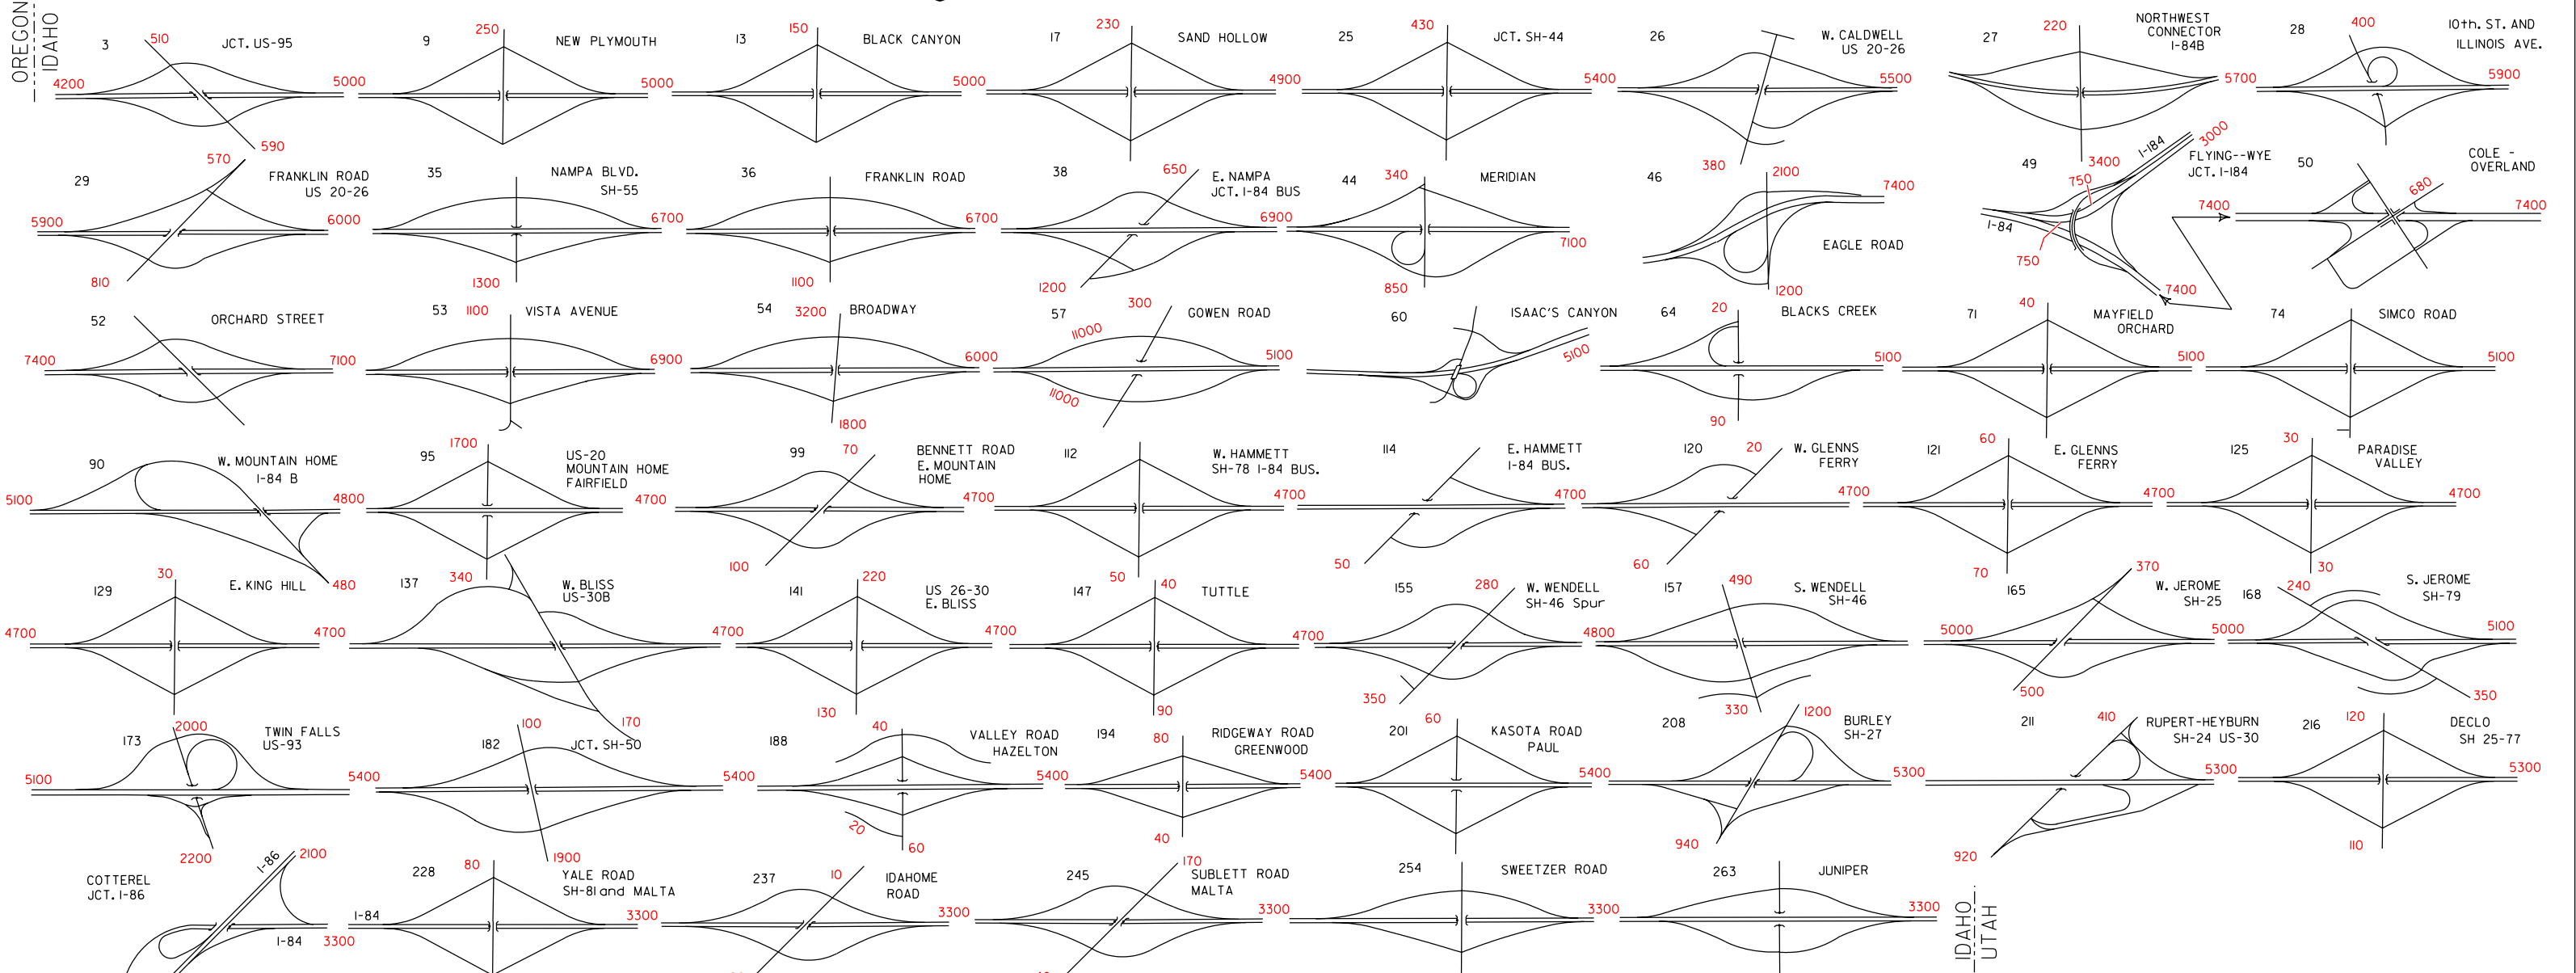 OREGON
IDAHO
3
510
JCT. US-95
4200
5000
590
9
250
NEW PLYMOUTH
5000
13
150
BLACK CANYON
5000
17
230
SAND HOLLOW
4900
25
430
JCT. SH-44
5400
26
W. CALDWELL
US 20-26
5500
380
27
220
NORTHWEST
CONNECTOR
I-84B
5700
28
400
10th. ST. AND
ILLINOIS AVE.
5900
29
570
FRANKLIN ROAD
US 20-26
5900
6000
810
35
NAMPA BLVD.
SH-55
6700
1300
36
FRANKLIN ROAD
6700
1100
38
650
E. NAMPA
JCT. I-84 BUS
6900
1200
44
340
MERIDIAN
7100
850
46
2100
7400
EAGLE ROAD
1200
49
3400
I-184
3000
FLYING--WYE
JCT. I-184
750
I-84
750
7400
7400
50
COLE -
OVERLAND
680
7400
52
ORCHARD STREET
7400
7100
53
1100
VISTA AVENUE
6900
54
3200
BROADWAY
6000
1800
57
300
GOWEN ROAD
11000
5100
11000
60
ISAAC'S CANYON
5100
64
20
BLACKS CREEK
5100
90
71
40
MAYFIELD
ORCHARD
5100
74
SIMCO ROAD
5100
90
W. MOUNTAIN HOME
I-84 B
5100
4800
480
95
1700
US-20
MOUNTAIN HOME
FAIRFIELD
4700
99
70
BENNETT ROAD
E. MOUNTAIN
HOME
4700
100
112
W. HAMMETT
SH-78 I-84 BUS.
4700
50
114
E. HAMMETT
I-84 BUS.
4700
50
120
20
W. GLENNS
FERRY
4700
60
121
60
E. GLENNS
FERRY
4700
70
125
30
PARADISE
VALLEY
4700
30
129
30
E. KING HILL
4700
4700
137
340
W. BLISS
US-30B
4700
170
141
220
US 26-30
E. BLISS
4700
130
147
40
TUTTLE
4700
90
155
280
W. WENDELL
SH-46 Spur
4800
350
157
490
S. WENDELL
SH-46
330
165
370
W. JEROME
SH-25
5000
5000
500
168
240
S. JEROME
SH-79
5100
350
173
2000
TWIN FALLS
US-93
5100
5400
2200
182
100
JCT. SH-50
5400
1900
188
40
VALLEY ROAD
HAZELTON
5400
20
60
194
80
RIDGEWAY ROAD
GREENWOOD
5400
40
201
60
KASOTA ROAD
PAUL
5400
208
1200
BURLEY
SH-27
5300
940
211
410
RUPERT-HEYBURN
SH-24 US-30
5300
920
216
120
DECLO
SH 25-77
5300
110
COTTEREL
JCT. I-86
I-86
2100
I-84
3300
228
80
YALE ROAD
SH-81 and MALTA
I-84
3300
237
10
IDAHOME
ROAD
3300
245
170
SUBLETT ROAD
MALTA
3300
254
SWEETZER ROAD
3300
263
JUNIPER
3300
IDAHO
UTAH